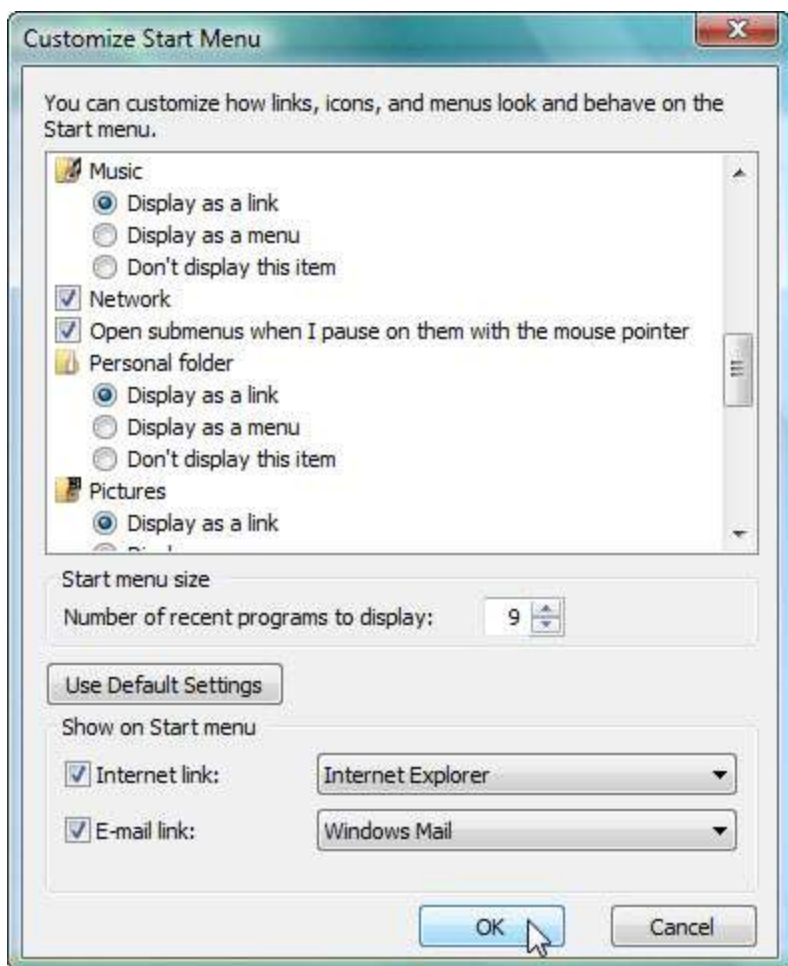 Customize Start Menu
You can customize how links, icons, and menus look and behave on the
Start menu.
Music
Display as a link
Display as a menu
Don't display this item
Network
Open submenus when I pause on them with the mouse pointer
Personal folder
Display as a link
Display as a menu
Don't display this item
Pictures
Display as a link
Start menu size
Number of recent programs to display: 9
Use Default Settings
Show on Start menu
Internet link: Internet Explorer
E-mail link: Windows Mail
OK Cancel